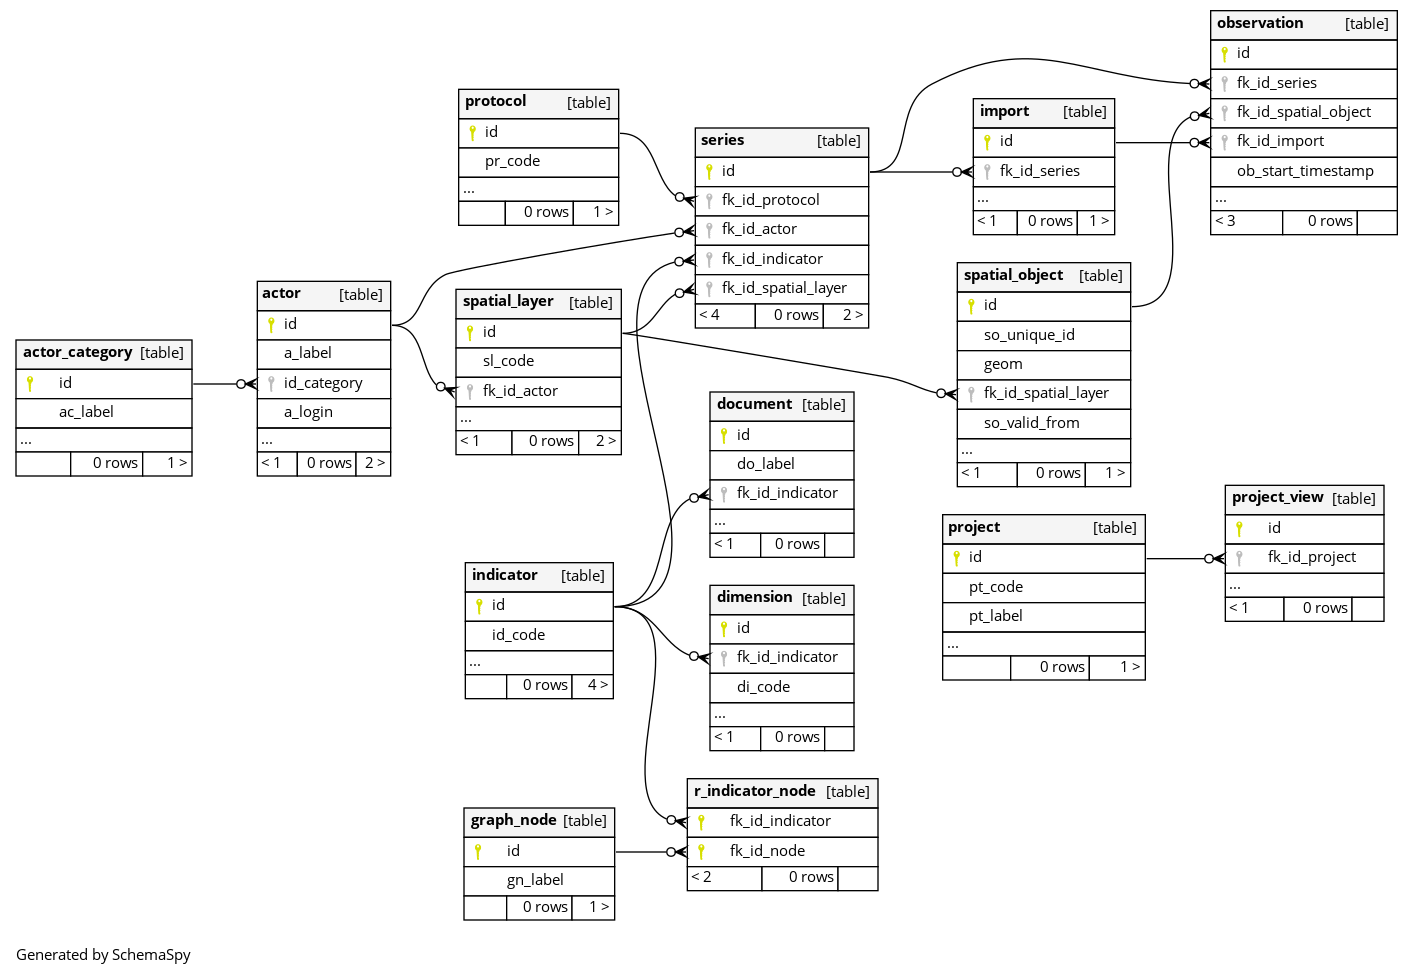 observation [table]
id
fk_id_series
fk_id_spatial_object
fk_id_import
ob_start_timestamp
...
< 3 0 rows
protocol [table]
id
pr_code
...
0 rows 1 >
import [table]
id
fk_id_series
...
< 1 0 rows 1 >
series [table]
id
fk_id_protocol
fk_id_actor
fk_id_indicator
fk_id_spatial_layer
< 4 0 rows 2 >
spatial_object [table]
id
so_unique_id
geom
fk_id_spatial_layer
so_valid_from
...
< 1 0 rows 1 >
actor [table]
id
a_label
id_category
a_login
...
< 1 0 rows 2 >
spatial_layer [table]
id
sl_code
fk_id_actor
...
< 1 0 rows 2 >
actor_category [table]
id
ac_label
...
0 rows 1 >
document [table]
id
do_label
fk_id_indicator
...
< 1 0 rows
project_view [table]
id
fk_id_project
...
< 1 0 rows
project [table]
id
pt_code
pt_label
...
0 rows 1 >
indicator [table]
id
id_code
...
0 rows 4 >
dimension [table]
id
fk_id_indicator
di_code
...
< 1 0 rows
r_indicator_node [table]
fk_id_indicator
fk_id_node
< 2 0 rows
graph_node [table]
id
gn_label
0 rows 1 >
Generated by SchemaSpy